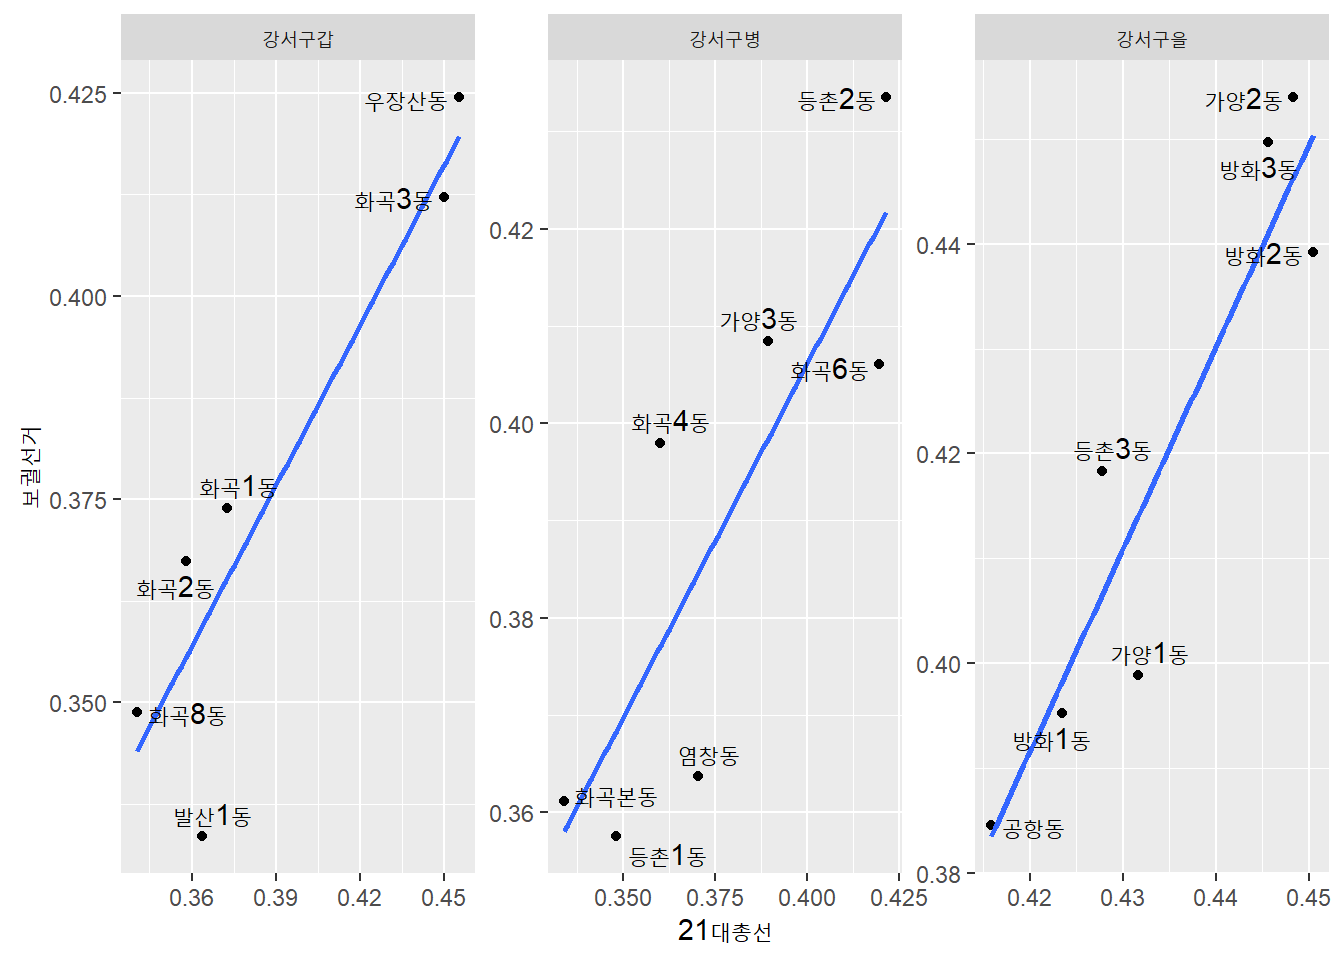 강서구갑
강서구병
강서구을
보궐선거
0.425
0.400
0.375
0.350
우장산동
화곡3동
화곡1동
화곡2동
화곡8동
발산1동
0.36
0.39
0.42
0.45
0.42
0.40
0.38
0.36
등촌2동
가양3동
화곡6동
화곡4동
염창동
화곡본동
등촌1동
0.350
0.375
0.400
0.425
0.44
0.42
0.40
0.38
가양2동
방화3동
방화2동
등촌3동
가양1동
방화1동
공항동
0.42
0.43
0.44
0.45
21대총선